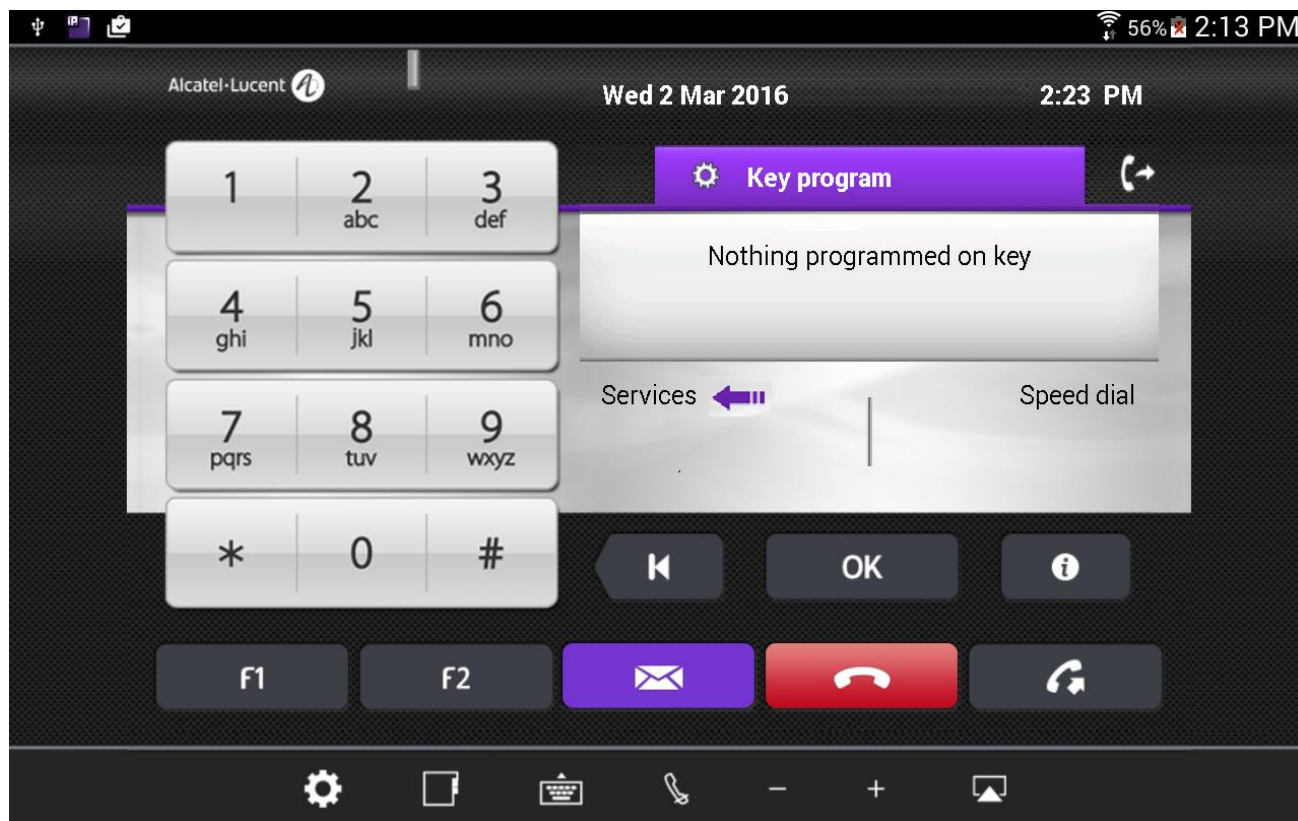 56% 2:13 PM
Alcatel·Lucent
Wed 2 Mar 2016 2:23 PM
Key program
1 2 3
abc def
Nothing programmed on key
4 5 6
ghi jkl mno
Services Speed dial
7 8 9
pqrs tuv wxyz
* 0 #
OK
F1 F2
- +